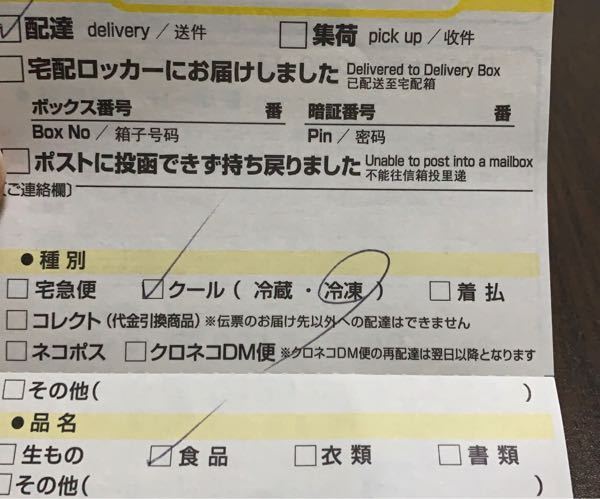 ☑配達 delivery / 送件 □集荷 pick up / 收件
□宅配ロッカーにお届けしました Delivered to Delivery Box 已配送至宅配箱
ボックス番号 番 暗証番号 番
Box No / 箱子号码 Pin / 密码
□ポストに投函できず持ち戻りました Unable to post into a mailbox 不能往信箱投里递
〔ご連絡欄〕
●種別
□宅急便 ☑クール( 冷蔵 ・ 冷凍 ) □着払
□コレクト(代金引換商品)※伝票のお届け先以外への配達はできません
□ネコポス □クロネコDM便 ※クロネコDM便の再配達は翌日以降となります
□その他( )
●品名
□生もの ☑食品 □衣類 □書類
□その他( )